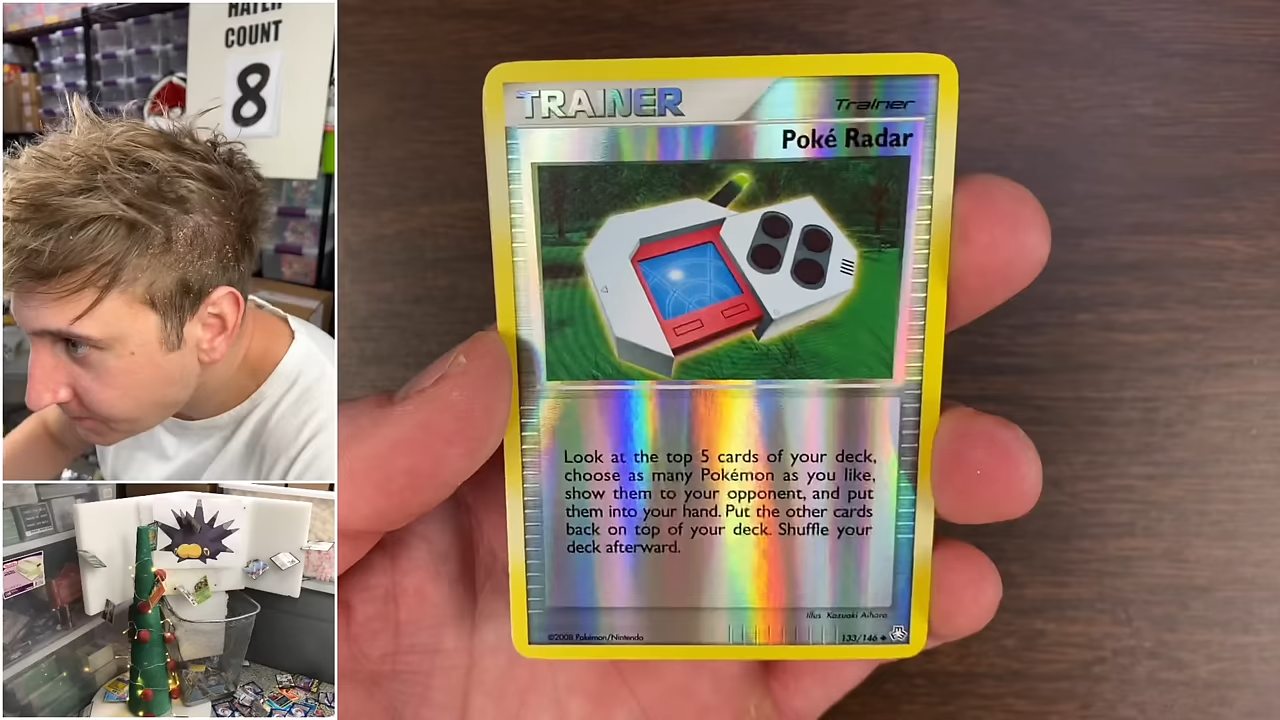 HATER
COUNT
8
TRAINER
Trainer
Poké Radar
Look at the top 5 cards of your deck,
choose as many Pokémon as you like,
show them to your opponent, and put
them into your hand. Put the other cards
back on top of your deck. Shuffle your
deck afterward.
Illus. Kazuaki Aihara
©2008 Pokémon/Nintendo
133/146